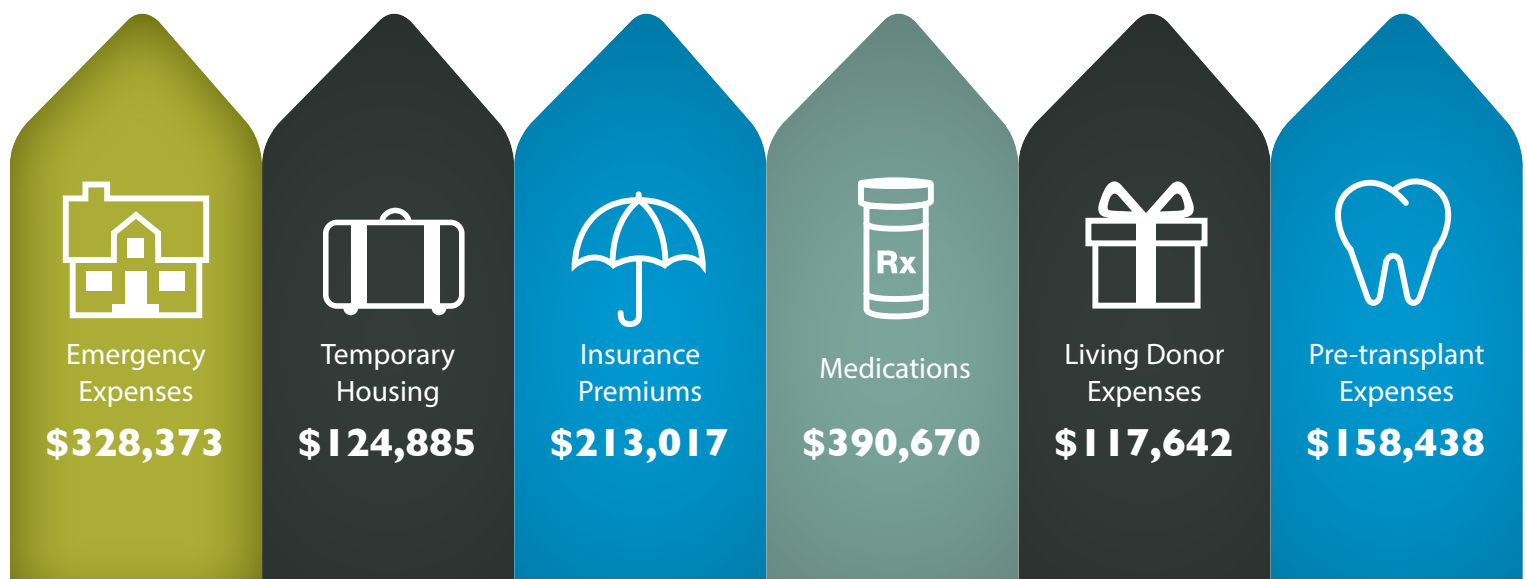 Emergency
Expenses
$328,373
Temporary
Housing
$124,885
Insurance
Premiums
$213,017
Rx
Medications
$390,670
Living Donor
Expenses
$117,642
Pre-transplant
Expenses
$158,438